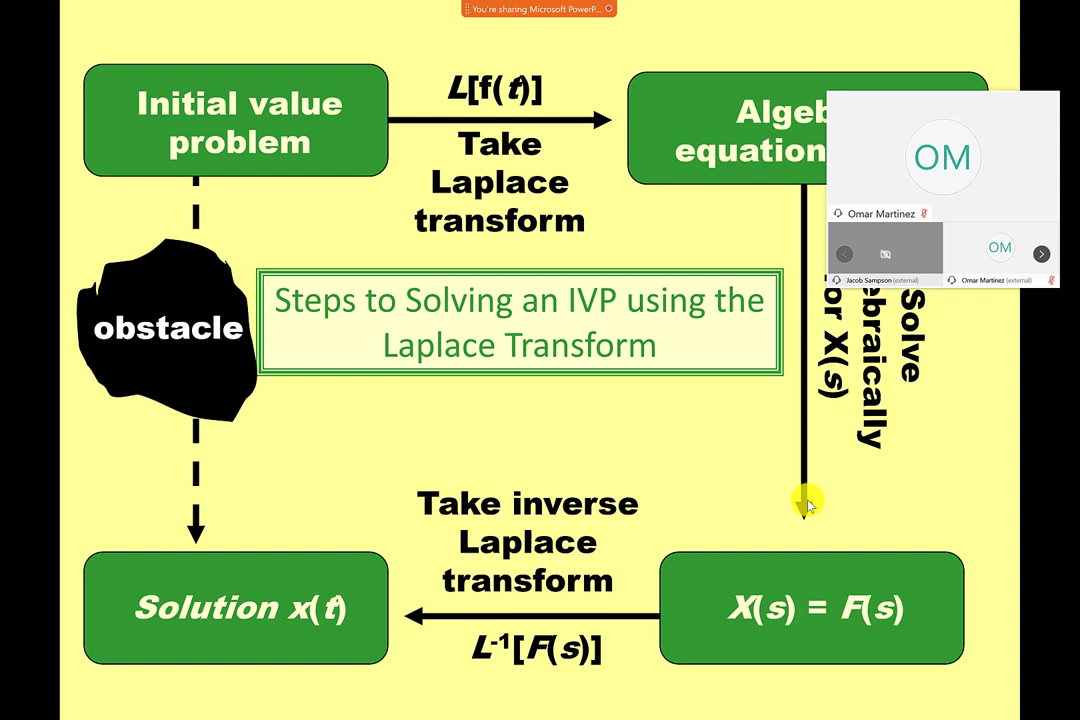 You're sharing Microsoft PowerP...
Initial value
problem
L[f(t)]
Take
Laplace
transform
equation
OM
Omar Martinez
OM
Jacob Sampson (external)
Omar Martinez (external)
obstacle
Steps to Solving an IVP using the
Laplace Transform
Solve
ebraically
or X(s)
Take inverse
Laplace
transform
Solution x(t)
L-1[F(s)]
X(s) = F(s)